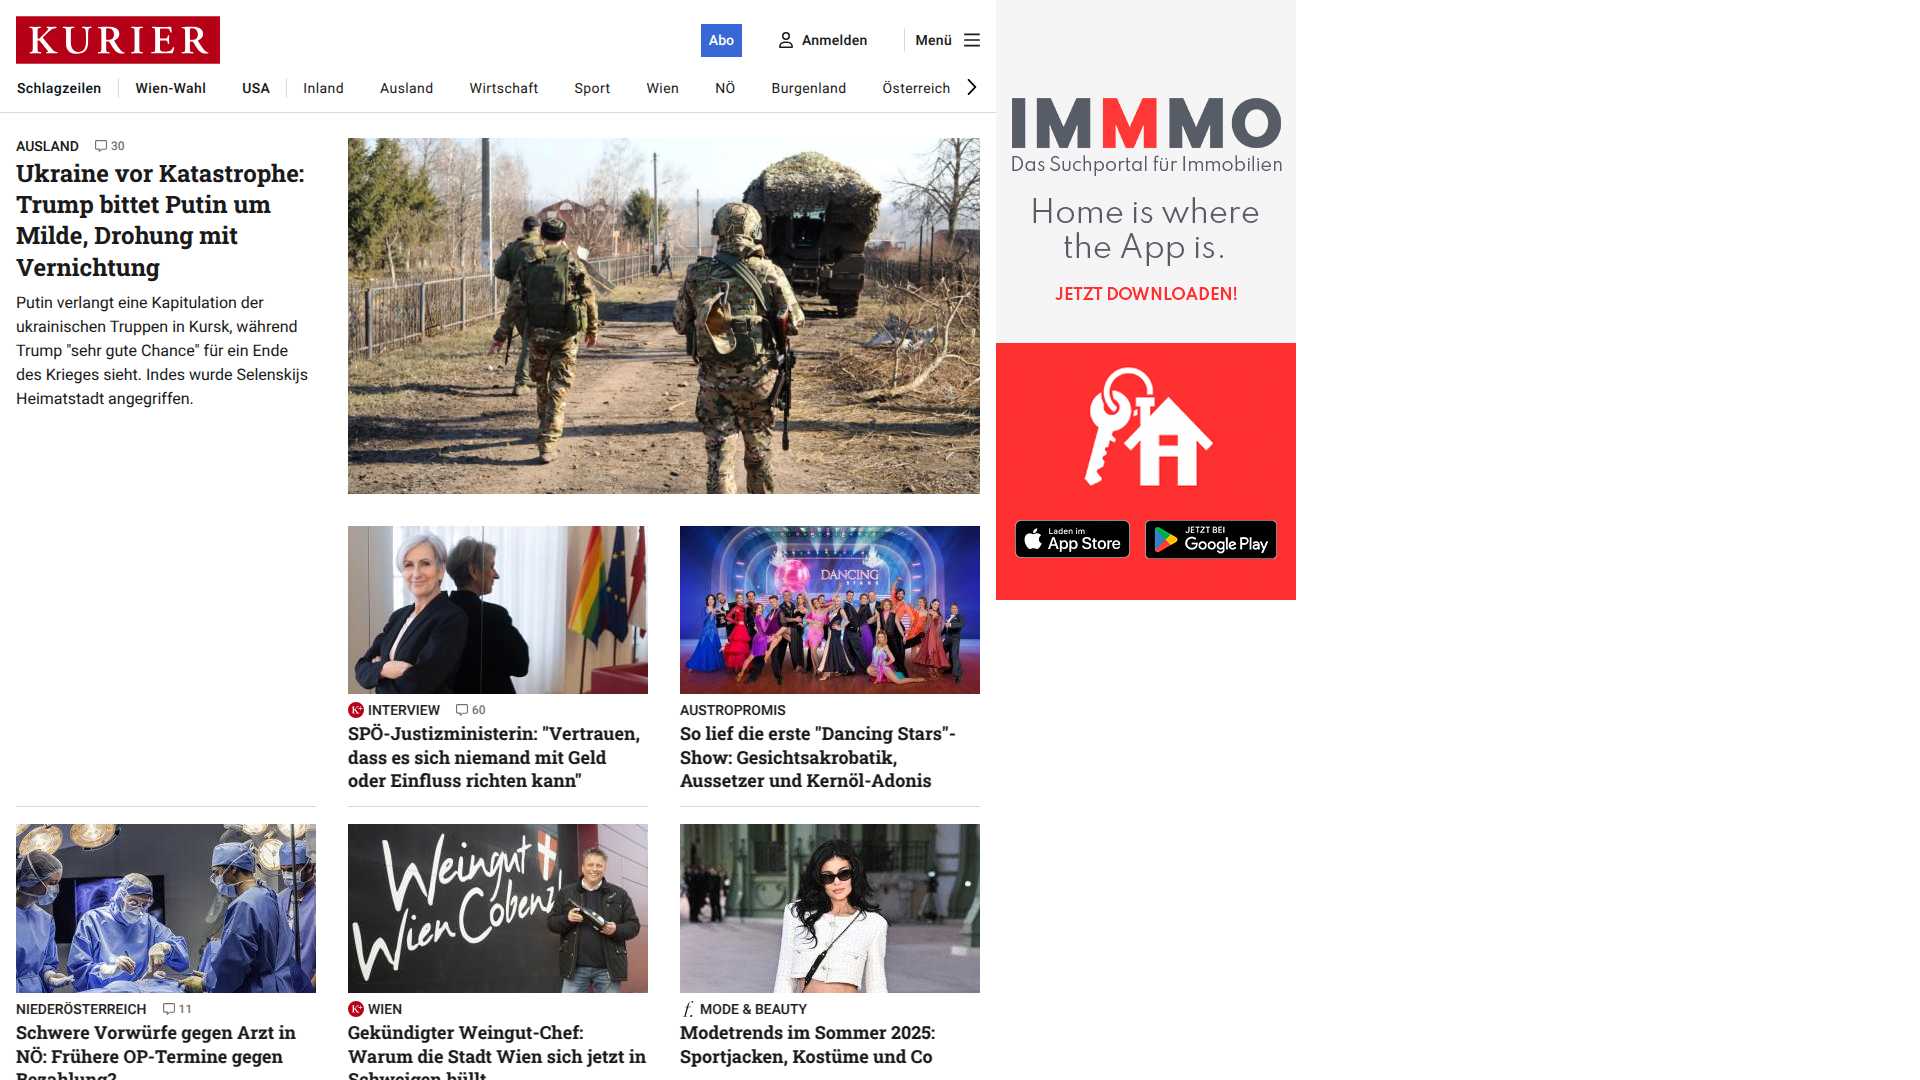 KURIER
Abo
Anmelden
Menü
Schlagzeilen
Wien-Wahl
USA
Inland
Ausland
Wirtschaft
Sport
Wien
NÖ
Burgenland
Österreich
AUSLAND 30
Ukraine vor Katastrophe:
Trump bittet Putin um
Milde, Drohung mit
Vernichtung
Putin verlangt eine Kapitulation der
ukrainischen Truppen in Kursk, während
Trump "sehr gute Chance" für ein Ende
des Krieges sieht. Indes wurde Selenskijs
Heimatstadt angegriffen.
K+ INTERVIEW 60
SPÖ-Justizministerin: "Vertrauen,
dass es sich niemand mit Geld
oder Einfluss richten kann"
DANCING
STARS
AUSTROPROMIS
So lief die erste "Dancing Stars"-
Show: Gesichtsakrobatik,
Aussetzer und Kernöl-Adonis
NIEDERÖSTERREICH 11
Schwere Vorwürfe gegen Arzt in
NÖ: Frühere OP-Termine gegen
Bezahlung?
Weingut
Wien Cobenzl
K+ WIEN
Gekündigter Weingut-Chef:
Warum die Stadt Wien sich jetzt in
Schweigen hüllt
f. MODE & BEAUTY
Modetrends im Sommer 2025:
Sportjacken, Kostüme und Co
IMMMO
Das Suchportal für Immobilien
Home is where
the App is.
JETZT DOWNLOADEN!
Laden im
App Store
JETZT BEI
Google Play